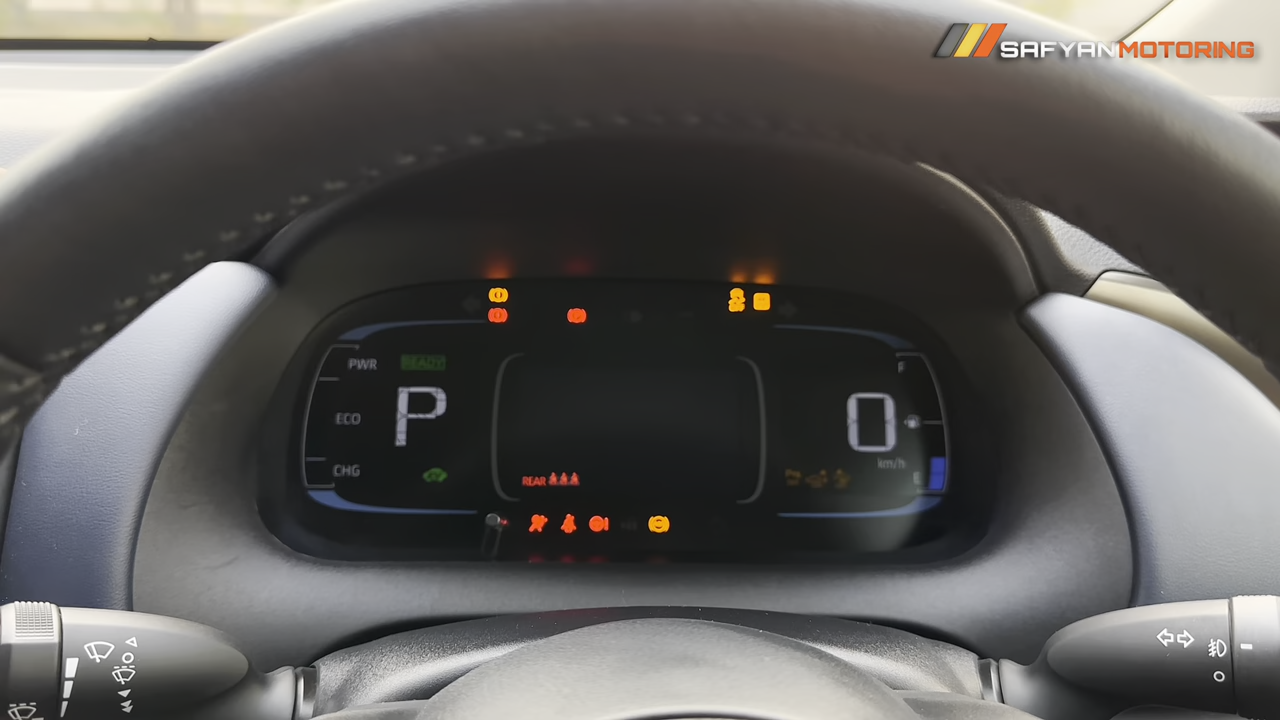 SAFYANMOTORING
PWR
READY
F
P
ECO
0
CHG
km/h
E
REAR